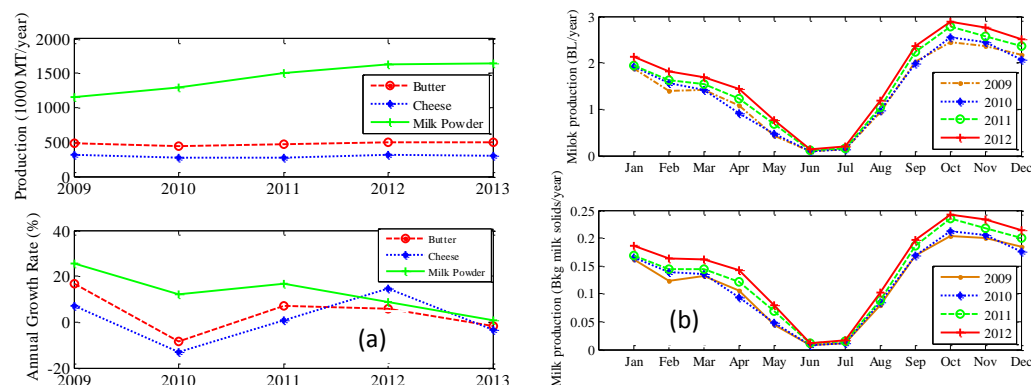 Production (1000 MT/year)
2000
1500
1000
5000
0
2009 2010 2011 2012 2013
Butter
Cheese
Milk Powder
Annual Growth Rate (%)
40
20
0
-20
2009 2010 2011 2012 2013
Butter
Cheese
Milk Powder
(a)
Milok production (BL/year)
3
2
1
0
Jan Feb Mar Apr May Jun Jul Aug Sep Oct Nov Dec
2009
2010
2011
2012
Milk production (Bkg milk solids/year)
0.25
0.2
0.15
0.1
0.05
0
Jan Feb Mar Apr May Jun Jul Aug Sep Oct Nov Dec
2009
2010
2011
2012
(b)